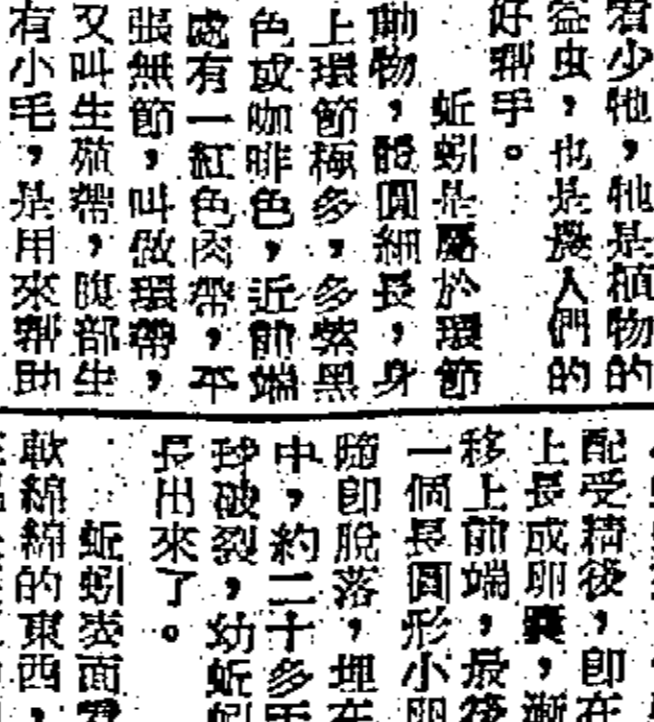 看少牠，牠是植物的
益虫，也是農人們的
好幫手。
蚯蚓是屬於環節
動物，體圓細長，身
上環節極多，多紫黑
色或咖啡色，近前端
處有一紅色肉帶，平
張無節，叫做環帶，
又叫生殖帶，腹部生
有小毛，是用來幫助
配受精後，即在
上長成卵囊，漸
移上前端，最後
一個長圓形小卵
隨即脫落，埋在
中，約二十多
球破裂，幼蚯蚓
長出來了。
蚯蚓表面
軟綿綿的東西，